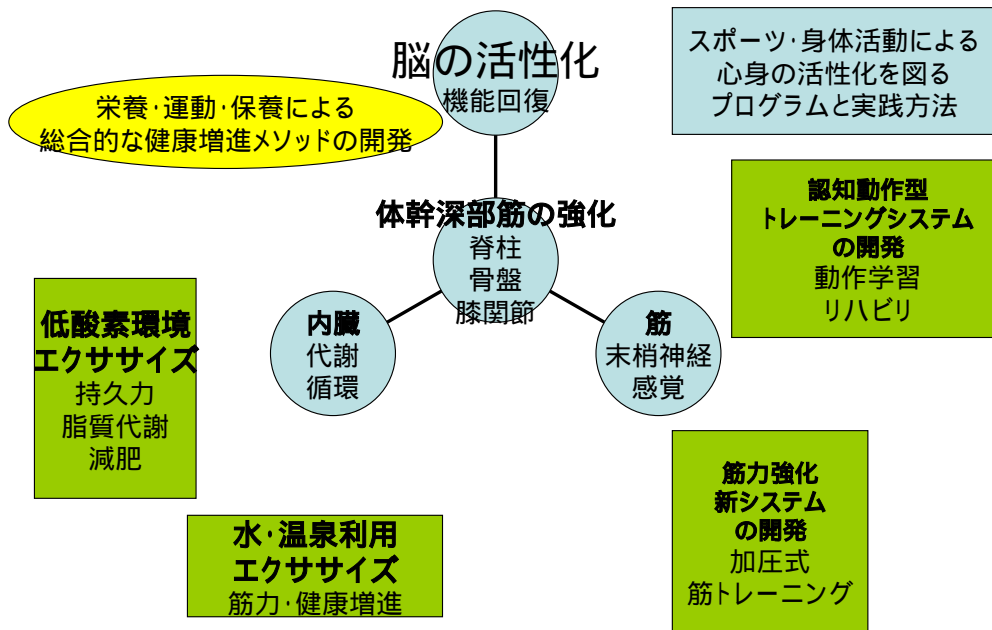 脳の活性化
機能回復
スポーツ・身体活動による
心身の活性化を図る
プログラムと実践方法
栄養・運動・保養による
総合的な健康増進メソッドの開発
体幹深部筋の強化
脊柱
骨盤
膝関節
認知動作型
トレーニングシステム
の開発
動作学習
リハビリ
低酸素環境
エクササイズ
持久力
脂質代謝
減肥
内臓
代謝
循環
筋
末梢神経
感覚
筋力強化
新システム
の開発
加圧式
筋トレーニング
水・温泉利用
エクササイズ
筋力・健康増進